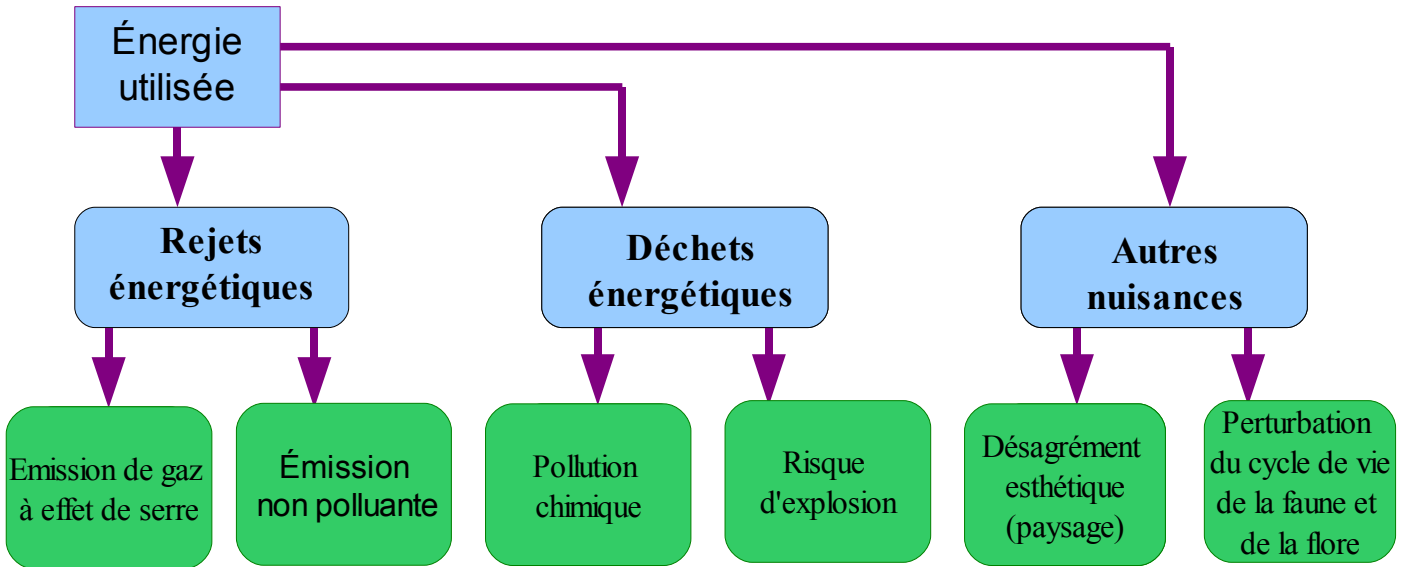 Énergie
utilisée
Rejets
énergétiques
Déchets
énergétiques
Autres
nuisances
Emission de gaz
à effet de serre
Émission
non polluante
Pollution
chimique
Risque
d'explosion
Désagrément
esthétique
(paysage)
Perturbation
du cycle de vie
de la faune et
de la flore